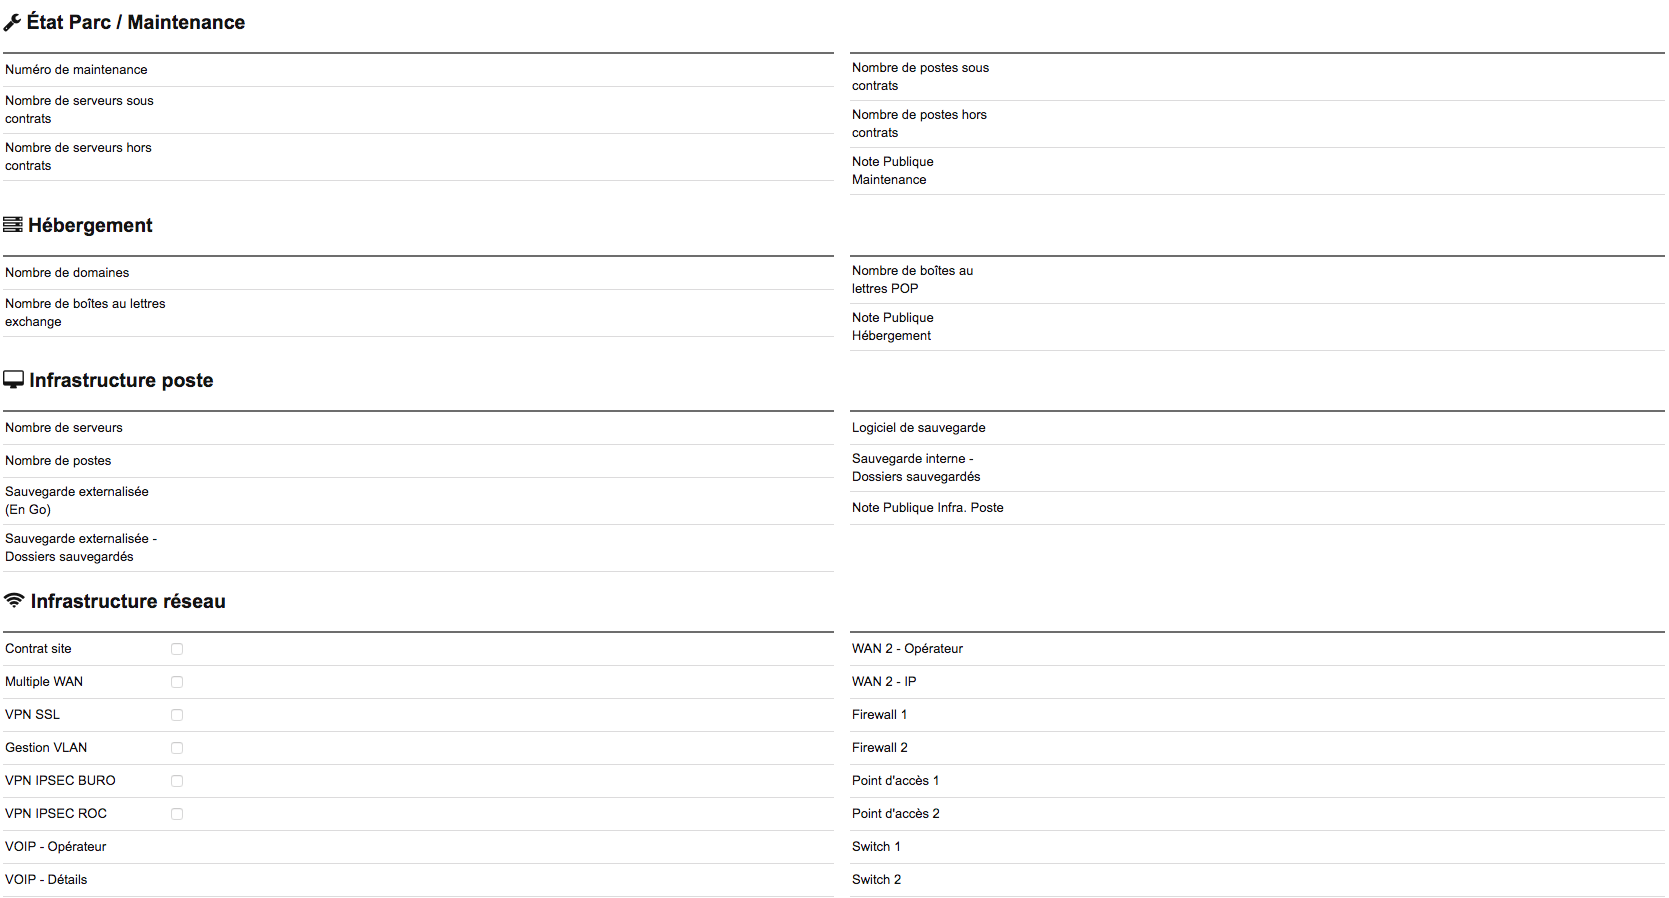 État Parc / Maintenance
Numéro de maintenance
Nombre de serveurs sous
contrats
Nombre de serveurs hors
contrats
Nombre de postes sous
contrats
Nombre de postes hors
contrats
Note Publique
Maintenance
Hébergement
Nombre de domaines
Nombre de boîtes au lettres
exchange
Nombre de boîtes au
lettres POP
Note Publique
Hébergement
Infrastructure poste
Nombre de serveurs
Nombre de postes
Sauvegarde externalisée
(En Go)
Sauvegarde externalisée -
Dossiers sauvegardés
Logiciel de sauvegarde
Sauvegarde interne -
Dossiers sauvegardés
Note Publique Infra. Poste
Infrastructure réseau
Contrat site
Multiple WAN
VPN SSL
Gestion VLAN
VPN IPSEC BURO
VPN IPSEC ROC
VOIP - Opérateur
VOIP - Détails
WAN 2 - Opérateur
WAN 2 - IP
Firewall 1
Firewall 2
Point d'accès 1
Point d'accès 2
Switch 1
Switch 2